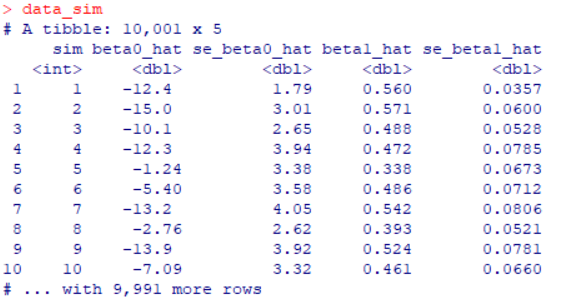 > data_sim
# A tibble: 10,001 x 5
sim beta0_hat se_beta0_hat beta1_hat se_beta1_hat
<int> <dbl> <dbl> <dbl> <dbl>
1 1 -12.4 1.79 0.560 0.0357
2 2 -15.0 3.01 0.571 0.0600
3 3 -10.1 2.65 0.488 0.0528
4 4 -12.3 3.94 0.472 0.0785
5 5 -1.24 3.38 0.338 0.0673
6 6 -5.40 3.58 0.486 0.0712
7 7 -13.2 4.05 0.542 0.0806
8 8 -2.76 2.62 0.393 0.0521
9 9 -13.9 3.92 0.524 0.0781
10 10 -7.09 3.32 0.461 0.0660
# ... with 9,991 more rows